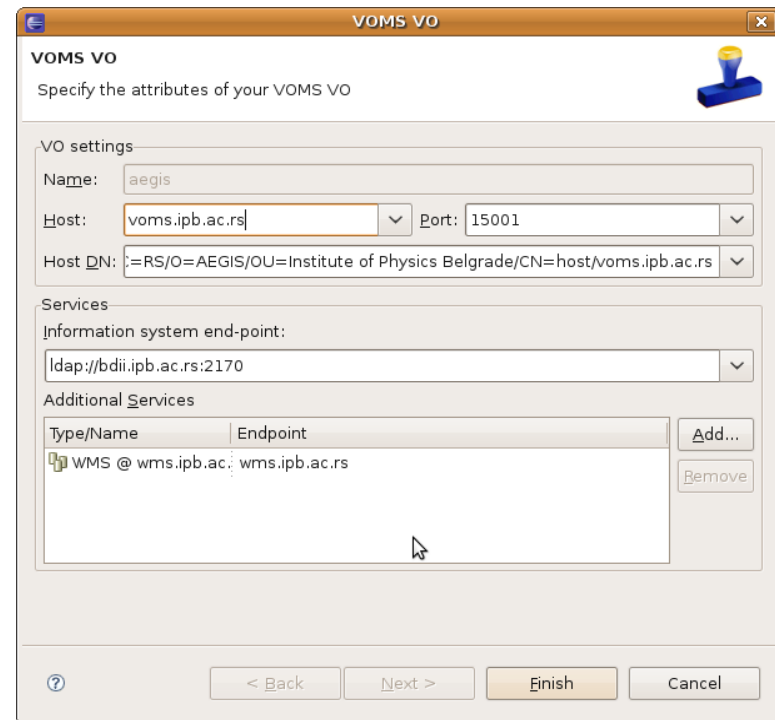 VOMS VO
VOMS VO
Specify the attributes of your VOMS VO
VO settings
Name: aegis
Host: voms.ipb.ac.rs Port: 15001
Host DN: =RS/O=AEGIS/OU=Institute of Physics Belgrade/CN=host/voms.ipb.ac.rs
Services
Information system end-point:
ldap://bdii.ipb.ac.rs:2170
Additional Services
Type/Name Endpoint Add...
WMS @ wms.ipb.ac. wms.ipb.ac.rs
Remove
< Back Next > Finish Cancel